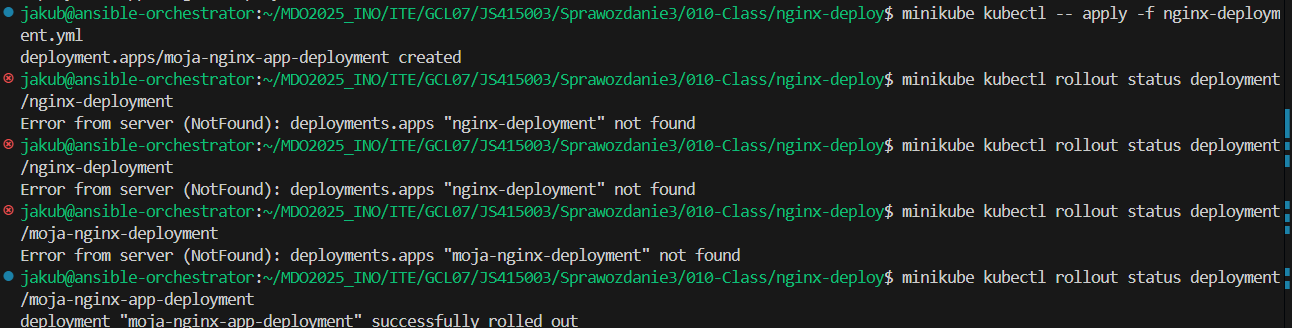 jakub@ansible-orchestrator:~/MDO2025_INO/ITE/GCL07/JS415003/Sprawozdanie3/010-Class/nginx-deploy$ minikube kubectl -- apply -f nginx-deploym
ent.yml
deployment.apps/moja-nginx-app-deployment created
jakub@ansible-orchestrator:~/MDO2025_INO/ITE/GCL07/JS415003/Sprawozdanie3/010-Class/nginx-deploy$ minikube kubectl rollout status deployment
/nginx-deployment
Error from server (NotFound): deployments.apps "nginx-deployment" not found
jakub@ansible-orchestrator:~/MDO2025_INO/ITE/GCL07/JS415003/Sprawozdanie3/010-Class/nginx-deploy$ minikube kubectl rollout status deployment
/nginx-deployment
Error from server (NotFound): deployments.apps "nginx-deployment" not found
jakub@ansible-orchestrator:~/MDO2025_INO/ITE/GCL07/JS415003/Sprawozdanie3/010-Class/nginx-deploy$ minikube kubectl rollout status deployment
/moja-nginx-deployment
Error from server (NotFound): deployments.apps "moja-nginx-deployment" not found
jakub@ansible-orchestrator:~/MDO2025_INO/ITE/GCL07/JS415003/Sprawozdanie3/010-Class/nginx-deploy$ minikube kubectl rollout status deployment
/moja-nginx-app-deployment
deployment "moja-nginx-app-deployment" successfully rolled out